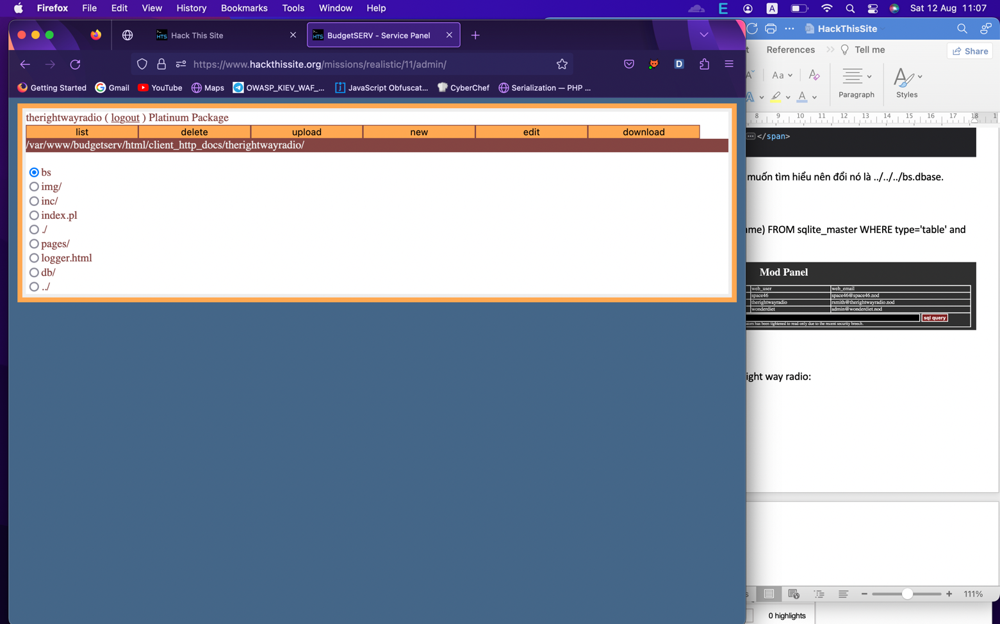 Firefox File Edit View History Bookmarks Tools Window Help
E A Sat 12 Aug 11:07
Hack This Site
BudgetSERV - Service Panel
https://www.hackthissite.org/missions/realistic/11/admin/
D
Getting Started Gmail YouTube Maps OWASP_KIEV_WAF_... JavaScript Obfuscat... CyberChef Serialization — PHP ...
therightwayradio ( logout ) Platinum Package
list delete upload new edit download
/var/www/budgetserv/html/client_http_docs/therightwayradio/
bs
img/
inc/
index.pl
./
pages/
logger.html
db/
../
HackThisSite
t References Tell me Share
Aa
Paragraph Styles
8 9 10 11 12 13 14 15 16 17 18 1
</span>
muốn tìm hiểu nên đổi nó là ../../../bs.dbase.
me) FROM sqlite_master WHERE type='table' and
Mod Panel
web_user web_email
space46 space46@space46.nod
therightwayradio rsmith@therightwayradio.nod
wonderdiet admin@wonderdiet.nod
sql query
ators has been tightened to read-only due to the recent security breech.
ight way radio:
s 111%
0 highlights